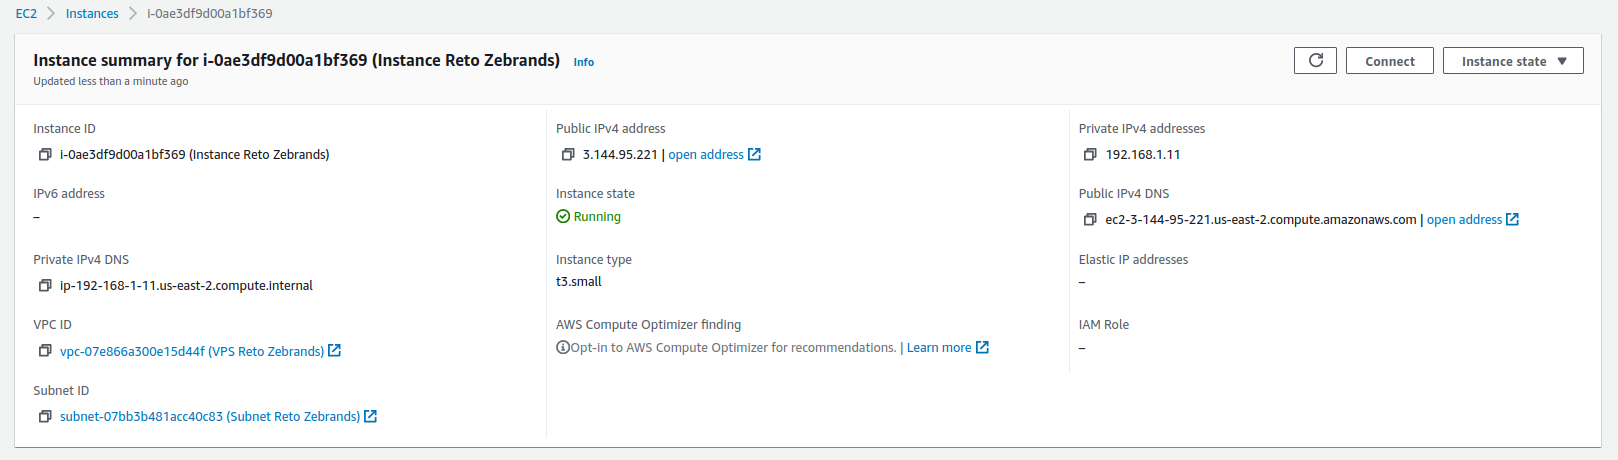 EC2 > Instances > i-0ae3df9d00a1bf369
Instance summary for i-0ae3df9d00a1bf369 (Instance Reto Zebrands) Info
Updated less than a minute ago
Connect
Instance state
Instance ID
i-0ae3df9d00a1bf369 (Instance Reto Zebrands)
Public IPv4 address
3.144.95.221 | open address
Private IPv4 addresses
192.168.1.11
IPv6 address
–
Instance state
Running
Public IPv4 DNS
ec2-3-144-95-221.us-east-2.compute.amazonaws.com | open address
Private IPv4 DNS
ip-192-168-1-11.us-east-2.compute.internal
Instance type
t3.small
Elastic IP addresses
–
VPC ID
vpc-07e866a300e15d44f (VPS Reto Zebrands)
AWS Compute Optimizer finding
Opt-in to AWS Compute Optimizer for recommendations. | Learn more
IAM Role
–
Subnet ID
subnet-07bb3b481acc40c83 (Subnet Reto Zebrands)